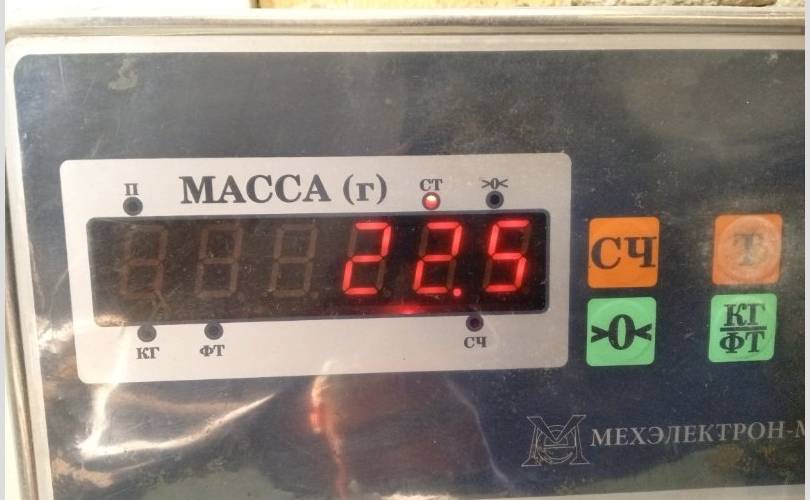 П МАССА (г) СТ >0<
22.5
КГ ФТ СЧ
СЧ Т
>0< КГ
ФТ
МЕХЭЛЕКТРОН-М